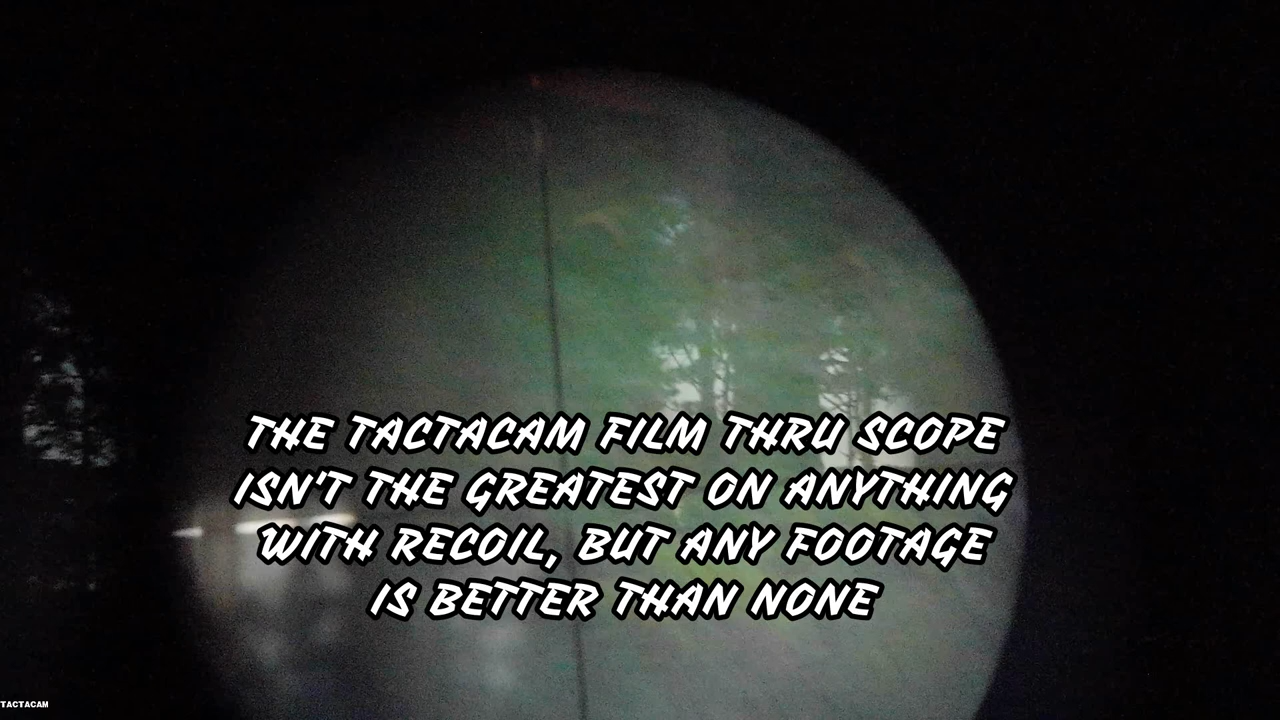 THE TACTACAM FILM THRU SCOPE
ISN'T THE GREATEST ON ANYTHING
WITH RECOIL, BUT ANY FOOTAGE
IS BETTER THAN NONE
TACTACAM